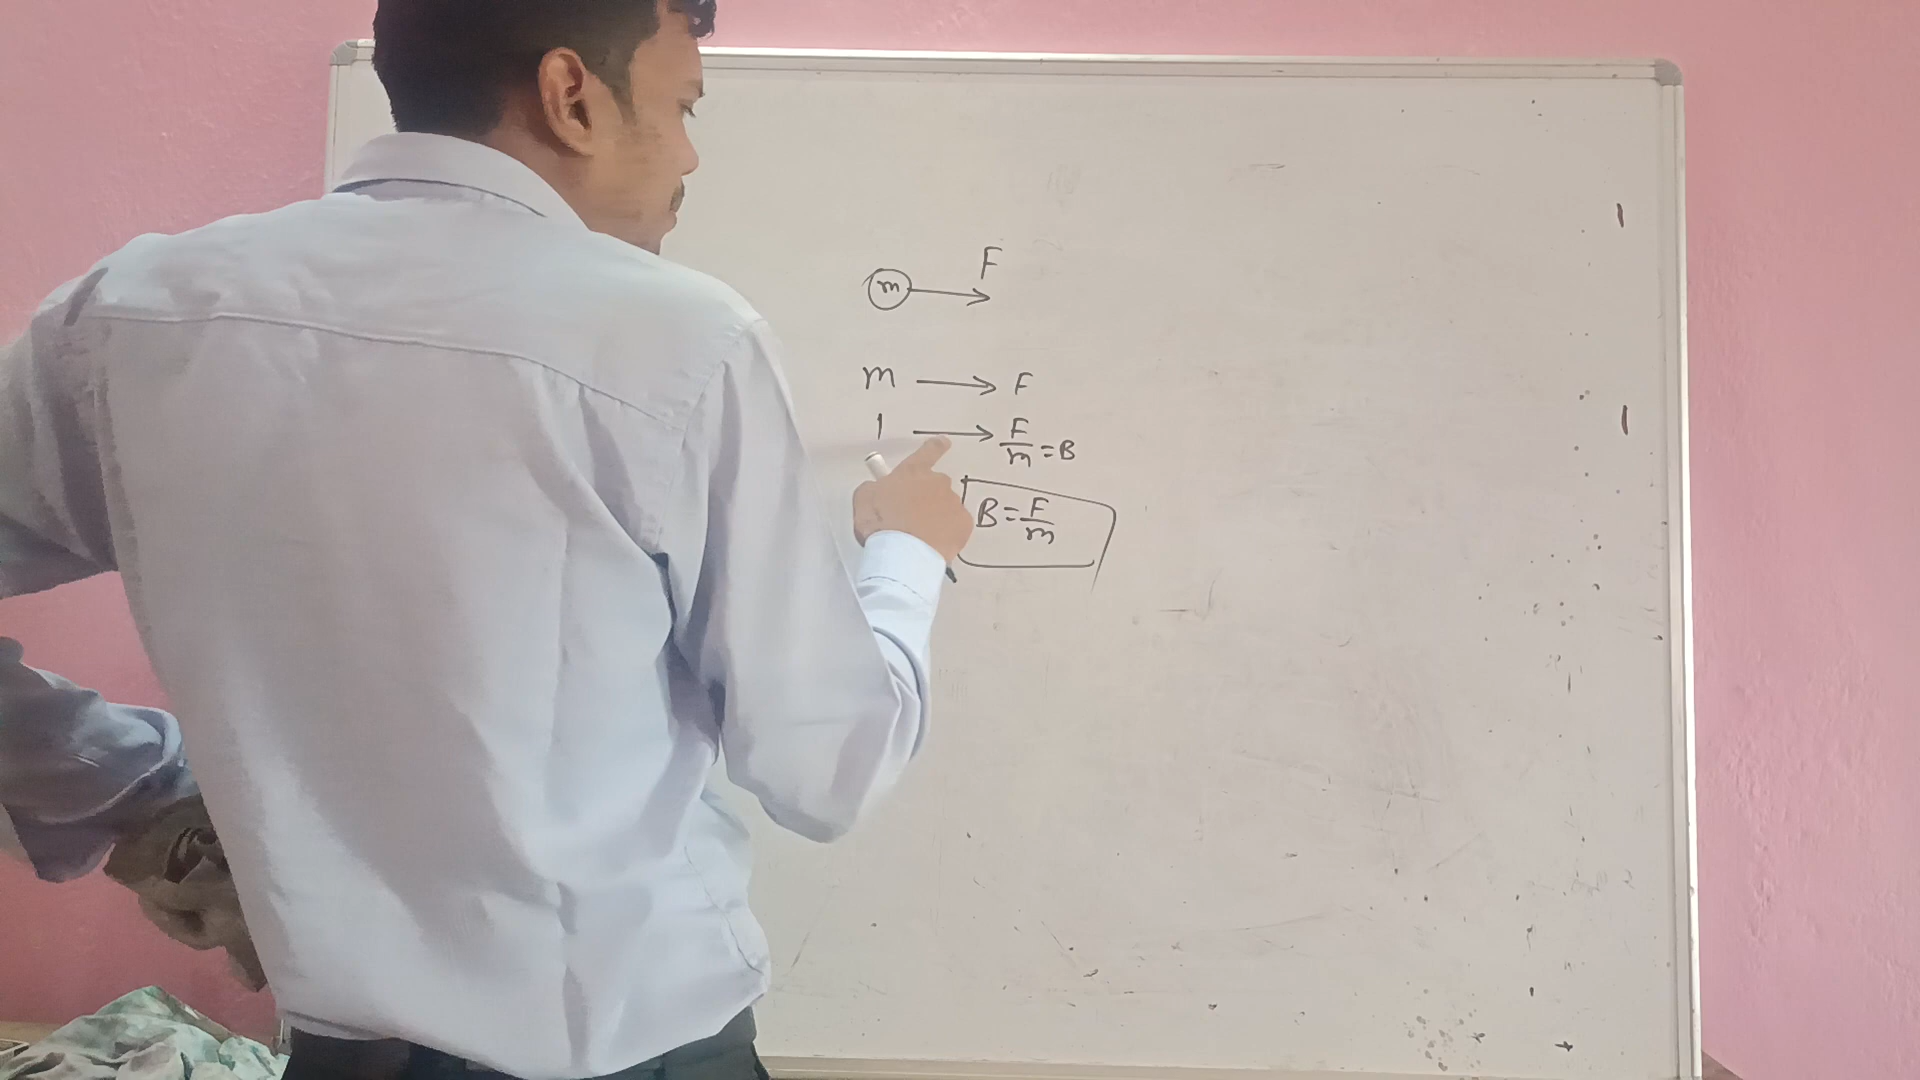 F
m
m → F
1 → F/m = B
B = F/m